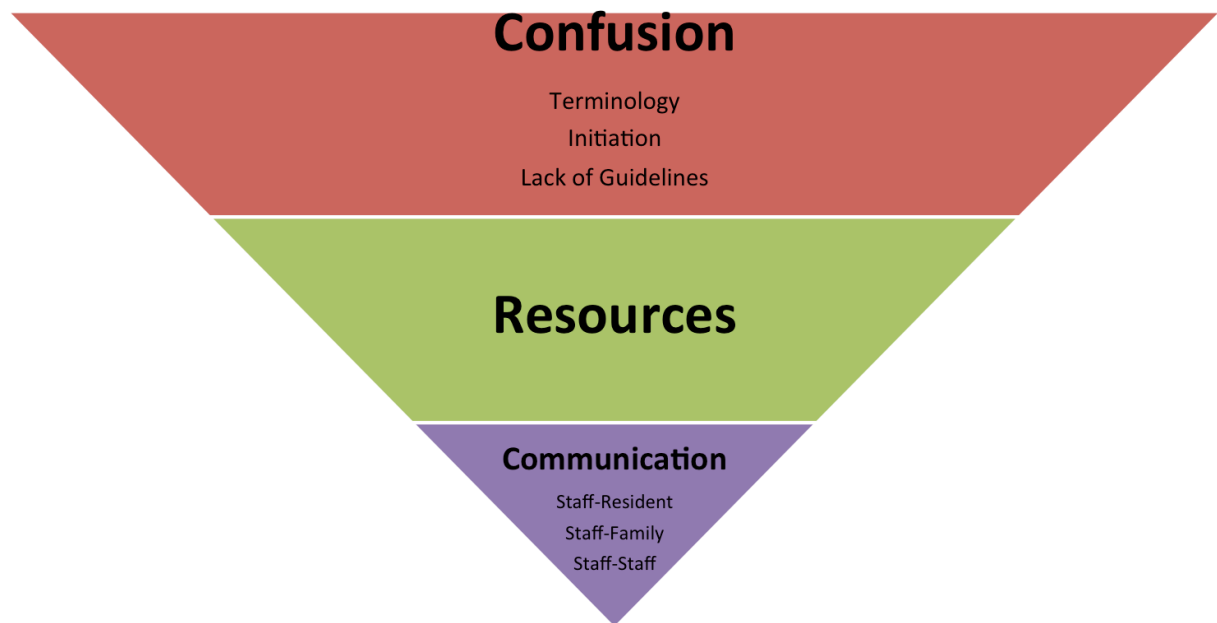 Confusion
Terminology
Initiation
Lack of Guidelines
Resources
Communication
Staff-Resident
Staff-Family
Staff-Staff